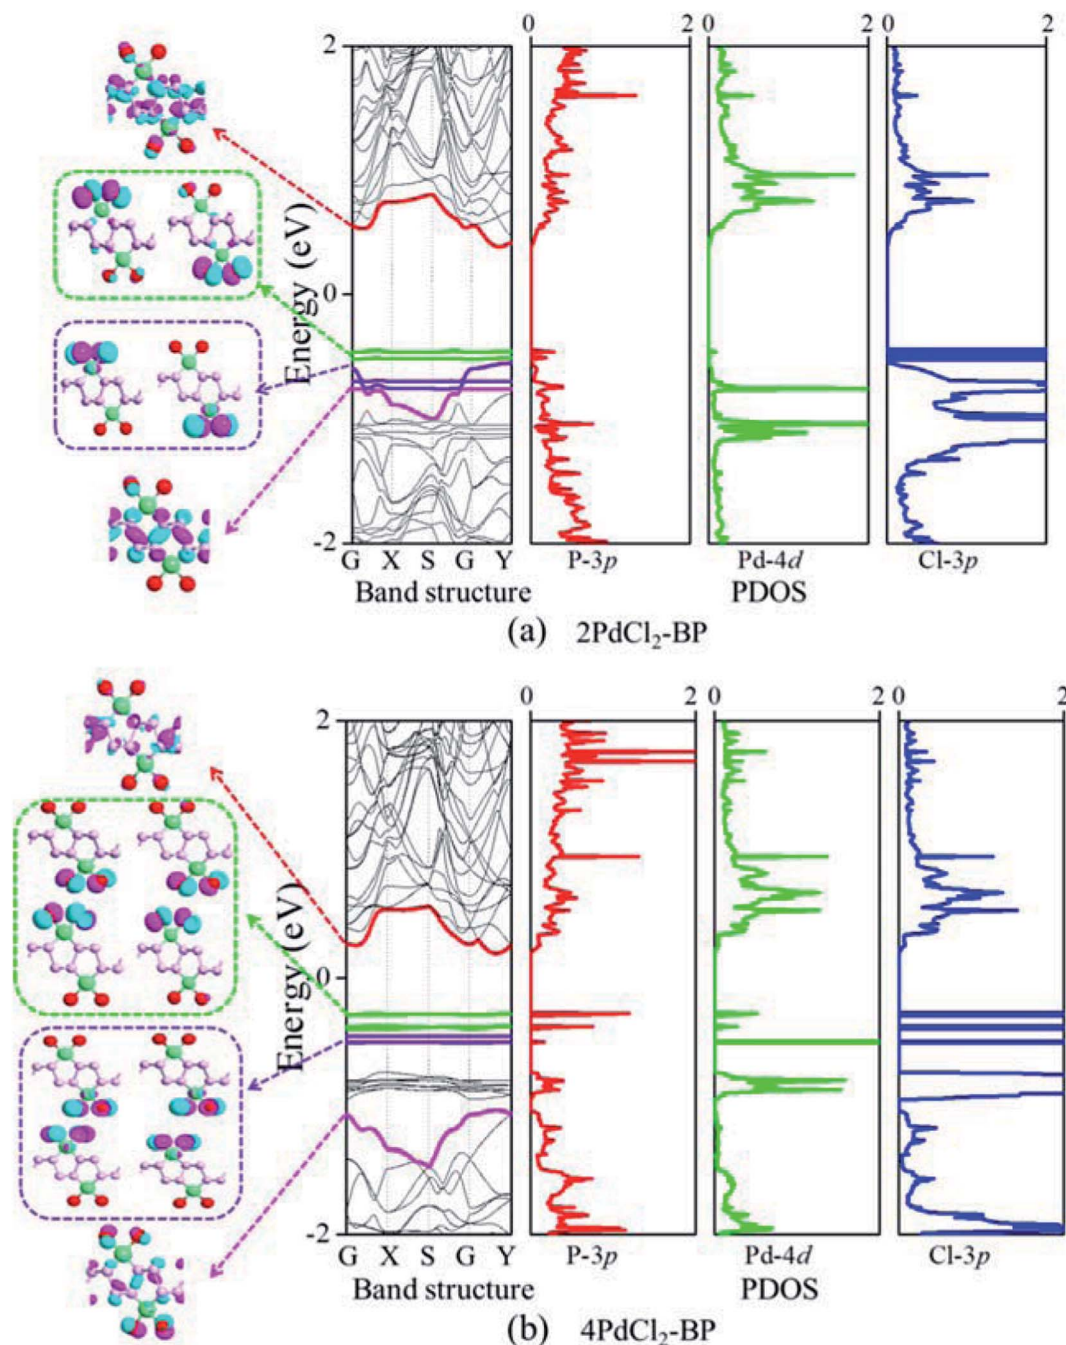 0 2 0 2 0 2
2
0
-2
Energy (eV)
G X S G Y
P-3p Pd-4d Cl-3p
Band structure PDOS
(a) 2PdCl₂-BP
0 2 0 2 0 2
2
0
-2
Energy (eV)
G X S G Y
P-3p Pd-4d Cl-3p
Band structure PDOS
(b) 4PdCl₂-BP